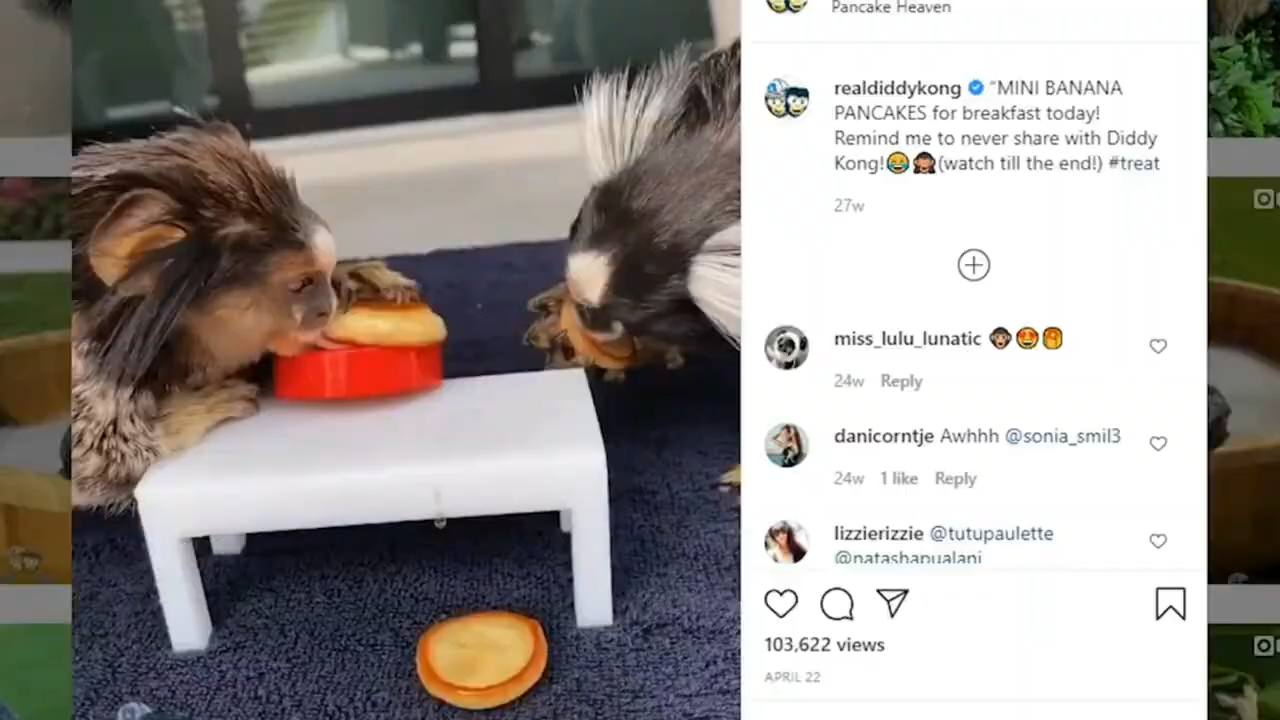 Pancake Heaven
realdiddykong "MINI BANANA
PANCAKES for breakfast today!
Remind me to never share with Diddy
Kong!😂🙈(watch till the end!) #treat
27w
miss_lulu_lunatic 🐵😍
24w Reply
danicorntje Awhhh @sonia_smil3
24w 1 like Reply
lizzierizzie @tutupaulette
@natashapualani
103,622 views
APRIL 22